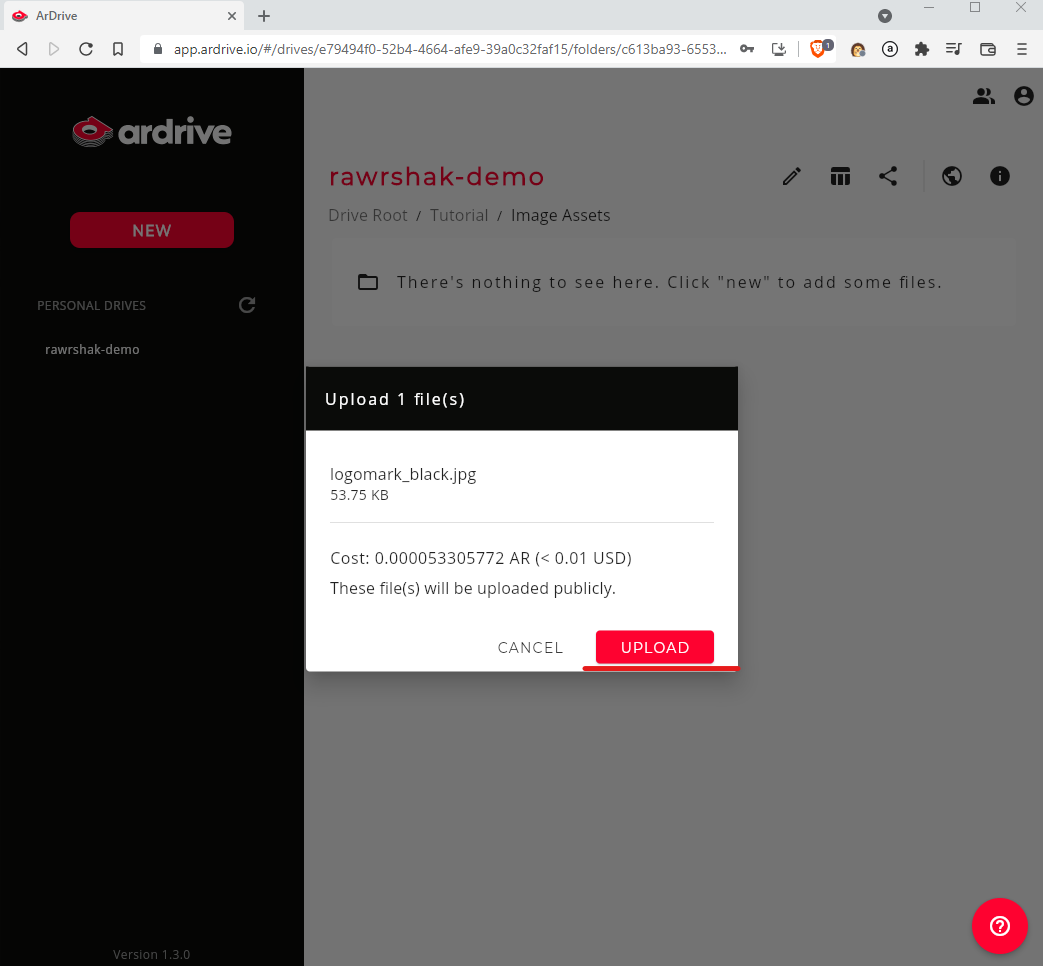 ArDrive
app.ardrive.io/#/drives/e79494f0-52b4-4664-afe9-39a0c32faf15/folders/c613ba93-6553...
1
a
ardrive
NEW
PERSONAL DRIVES
rawrshak-demo
Version 1.3.0
rawrshak-demo
Drive Root / Tutorial / Image Assets
There's nothing to see here. Click "new" to add some files.
Upload 1 file(s)
logomark_black.jpg
53.75 KB
Cost: 0.000053305772 AR (< 0.01 USD)
These file(s) will be uploaded publicly.
CANCEL
UPLOAD